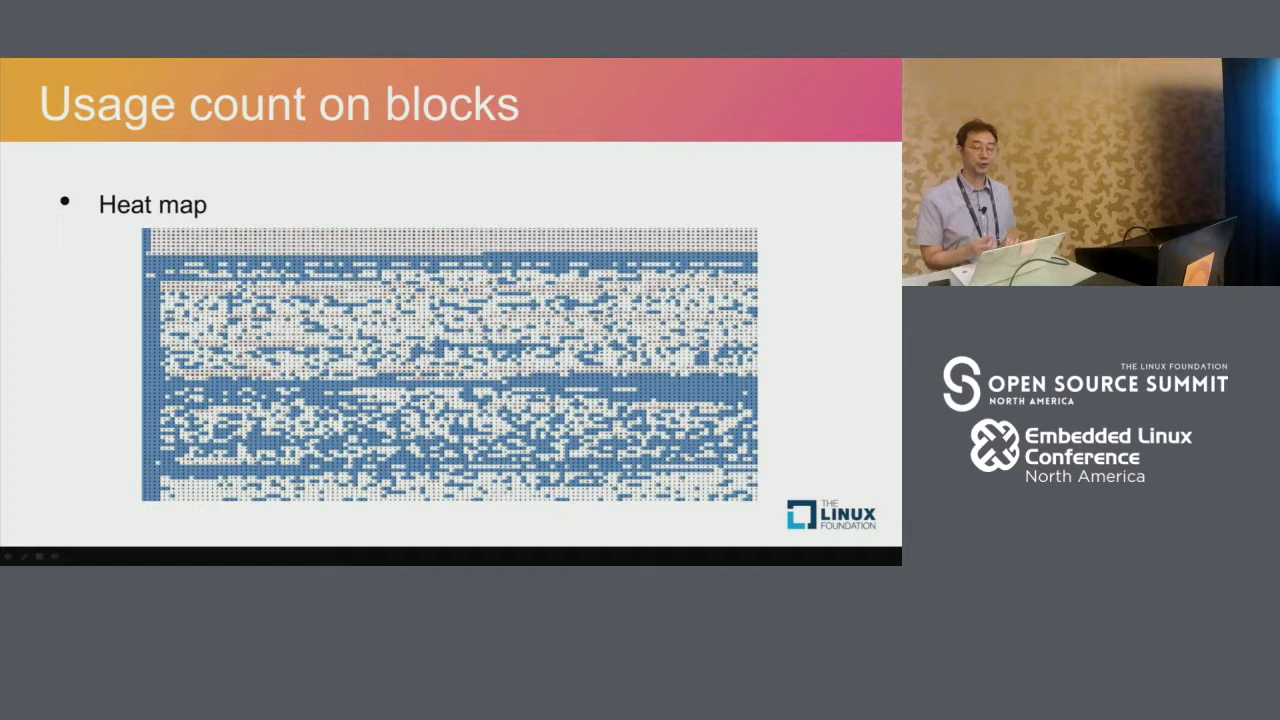 Usage count on blocks
• Heat map
THE
LINUX
FOUNDATION
THE LINUX FOUNDATION
OPEN SOURCE SUMMIT
NORTH AMERICA
Embedded Linux
Conference
North America